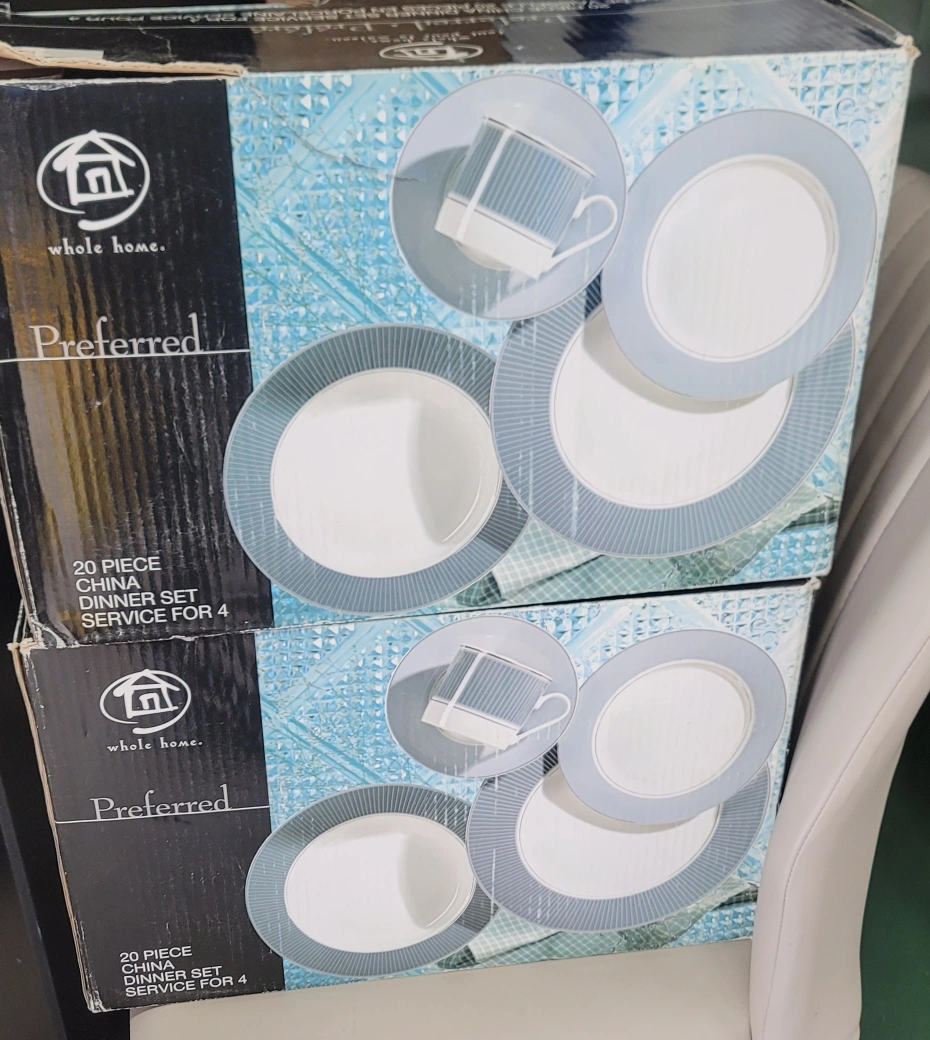 Preferred
whole home.
Preferred
20 PIECE
CHINA
DINNER SET
SERVICE FOR 4
whole home.
Preferred
20 PIECE
CHINA
DINNER SET
SERVICE FOR 4